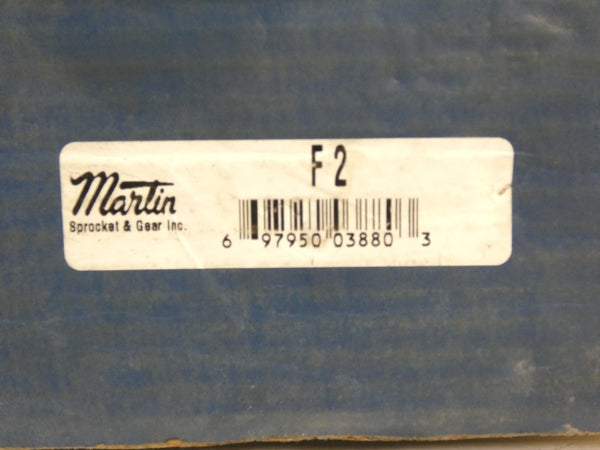 F 2
Martin
Sprocket & Gear Inc.
6 97950 03880 3